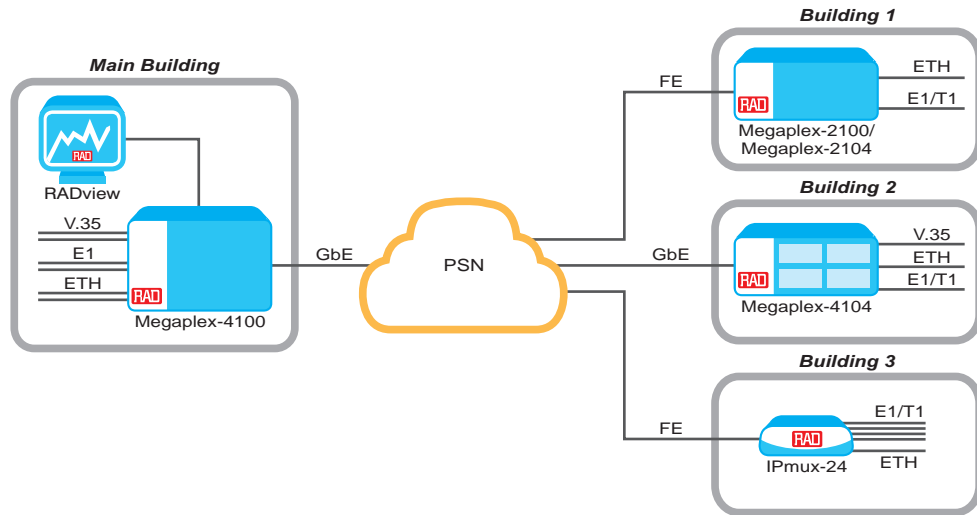 Main Building
RAD
RADview
V.35
E1
ETH
RAD
Megaplex-4100
GbE
PSN
FE
GbE
FE
Building 1
RAD
ETH
E1/T1
Megaplex-2100/
Megaplex-2104
Building 2
RAD
V.35
ETH
E1/T1
Megaplex-4104
Building 3
RAD
E1/T1
ETH
IPmux-24